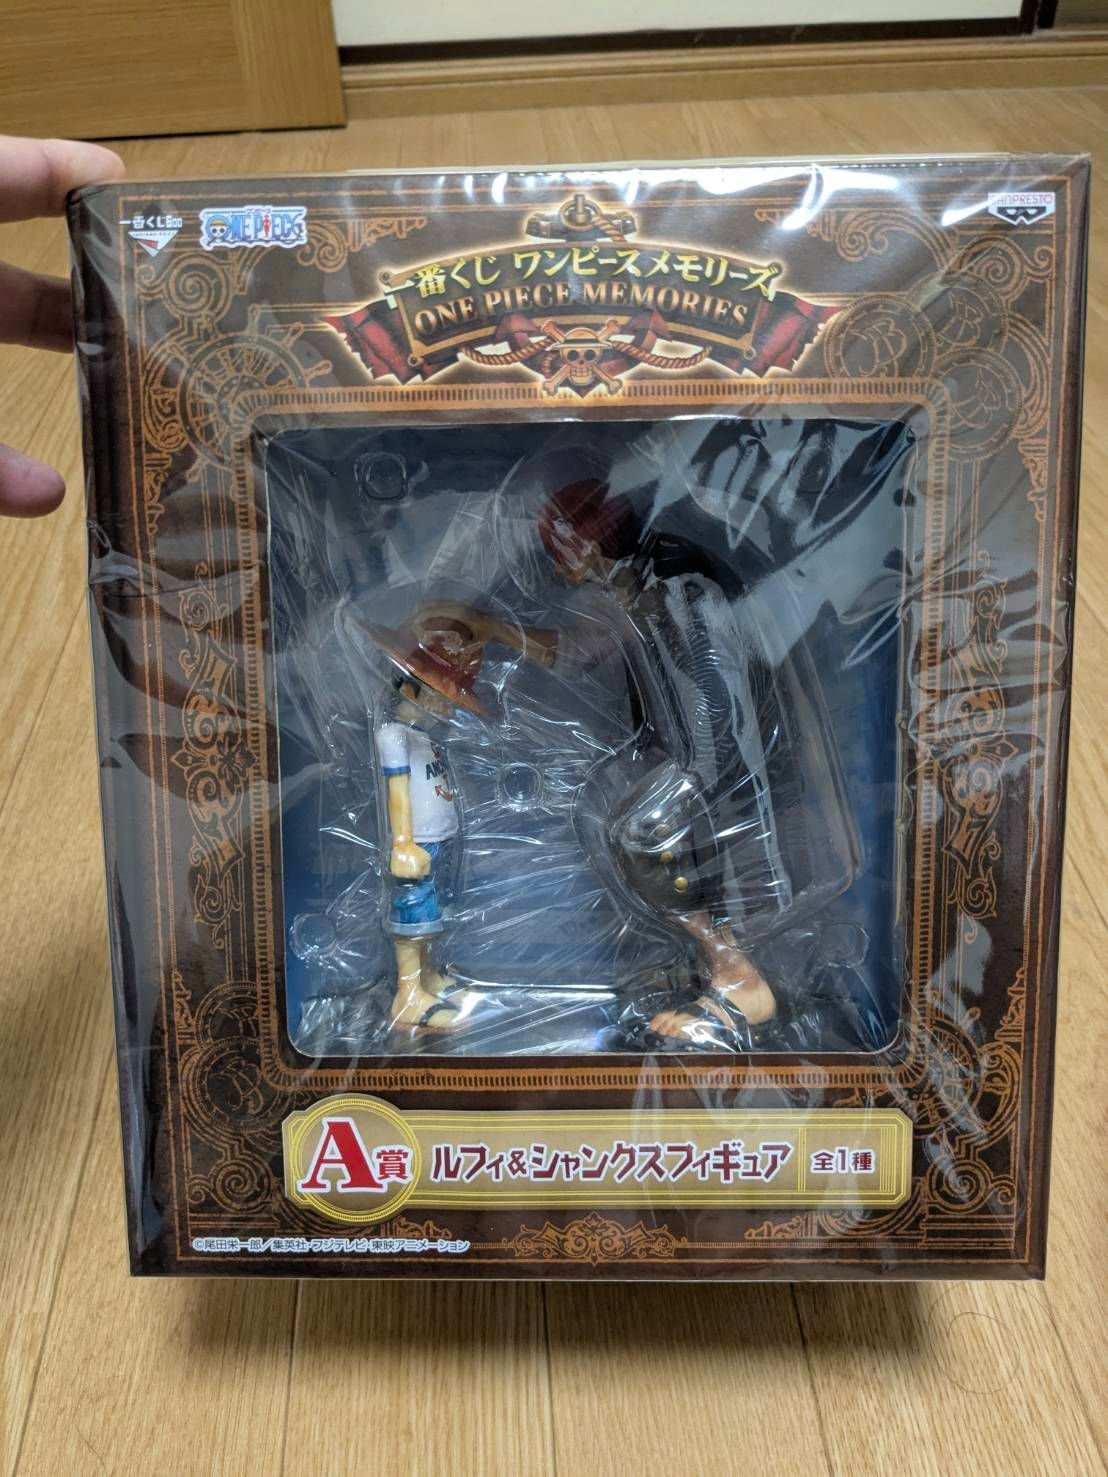 一番くじ600
ONE PIECE
BANPRESTO
一番くじ ワンピースメモリーズ
ONE PIECE MEMORIES
A賞 ルフィ&シャンクスフィギュア 全1種
©尾田栄一郎／集英社・フジテレビ・東映アニメーション